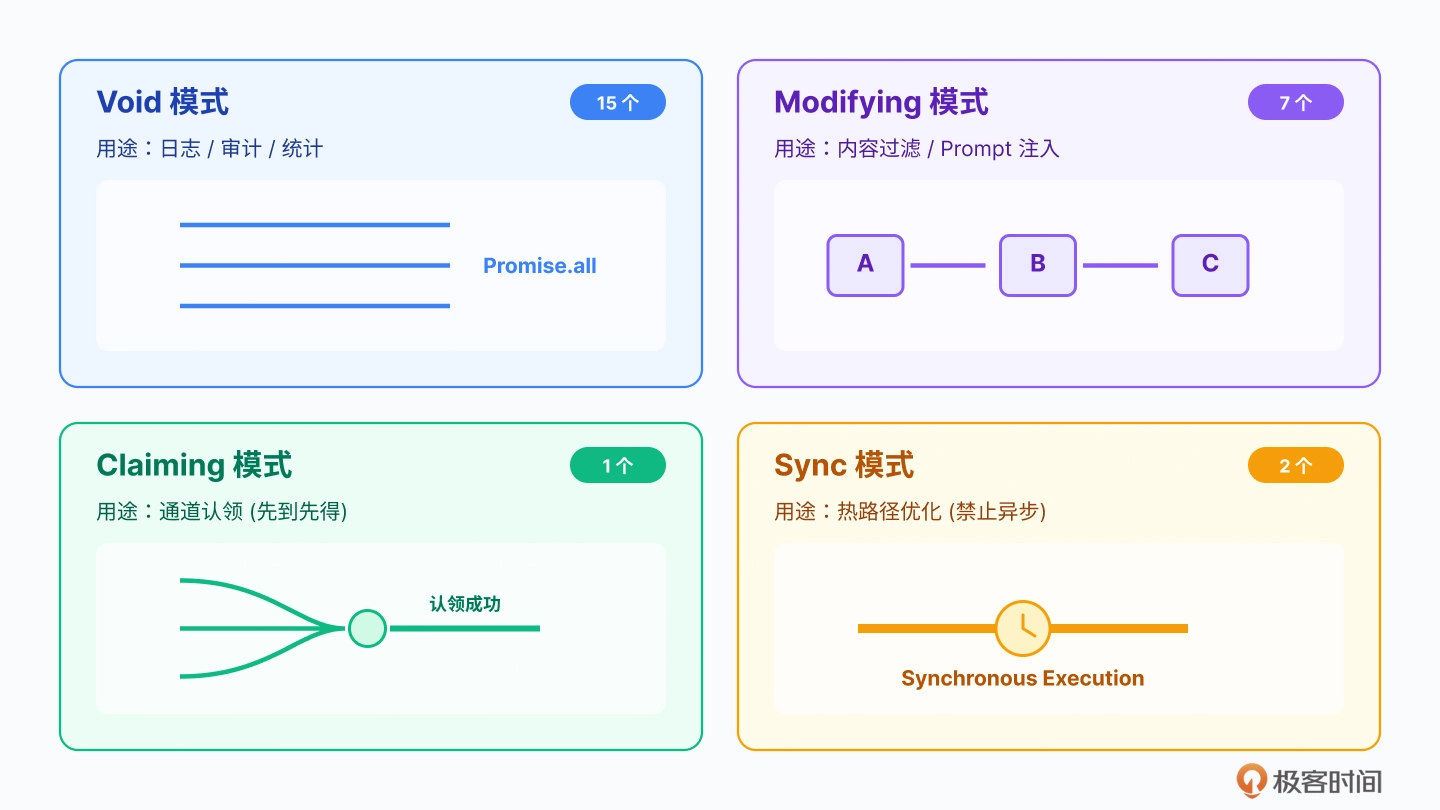 Void 模式
15 个
用途：日志 / 审计 / 统计
Promise.all
Modifying 模式
7 个
用途：内容过滤 / Prompt 注入
A
B
C
Claiming 模式
1 个
用途：通道认领 (先到先得)
认领成功
Sync 模式
2 个
用途：热路径优化 (禁止异步)
Synchronous Execution
极客时间